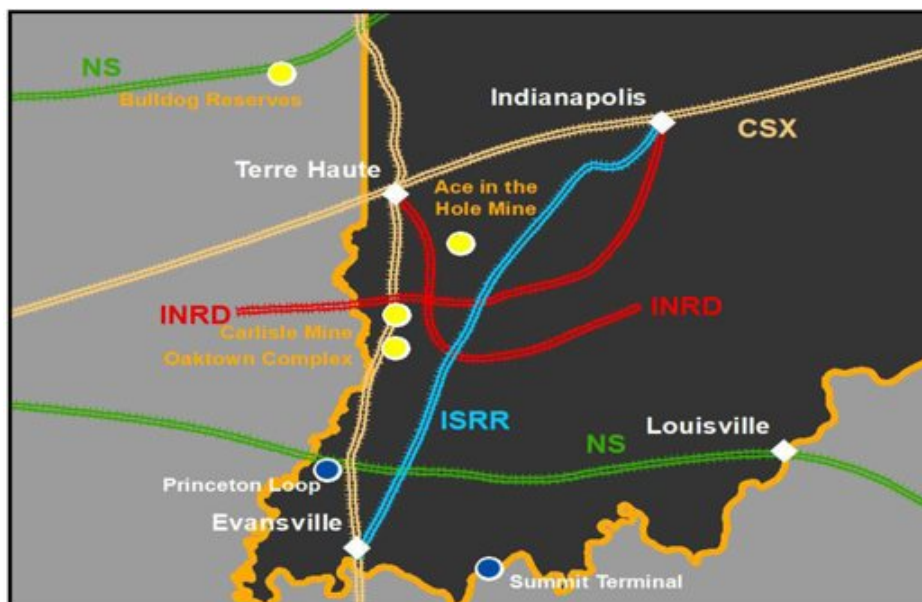 NS
Bulldog Reserves
Indianapolis
CSX
Terre Haute
Ace in the
Hole Mine
INRD
INRD
Carlisle Mine
Oaktown Complex
ISRR
Louisville
NS
Princeton Loop
Evansville
Summit Terminal